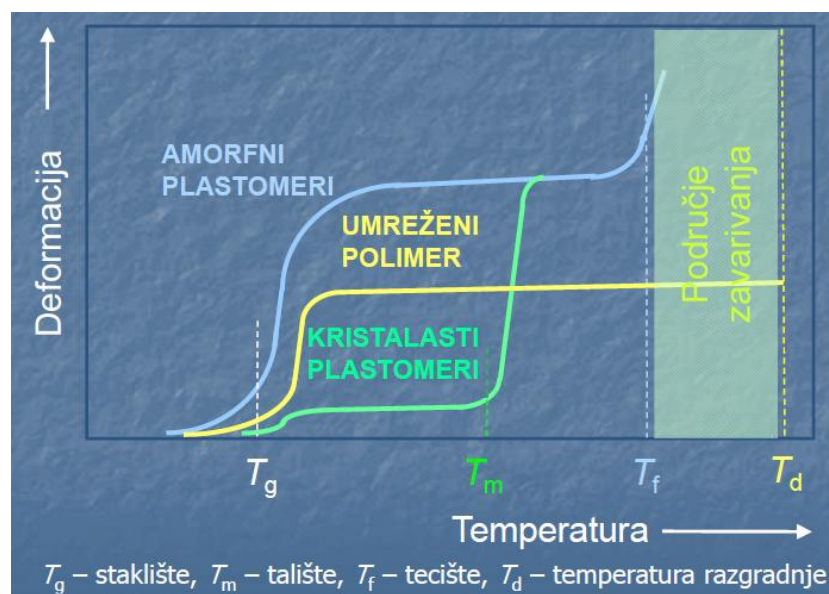 Deformacija
AMORFNI
PLASTOMERI
UMREŽENI
POLIMER
KRISTALASTI
PLASTOMERI
Područje
zavarivanja
Tg
Tm
Tf
Td
Temperatura
Tg – staklište, Tm – talište, Tf – tecište, Td – temperatura razgradnje